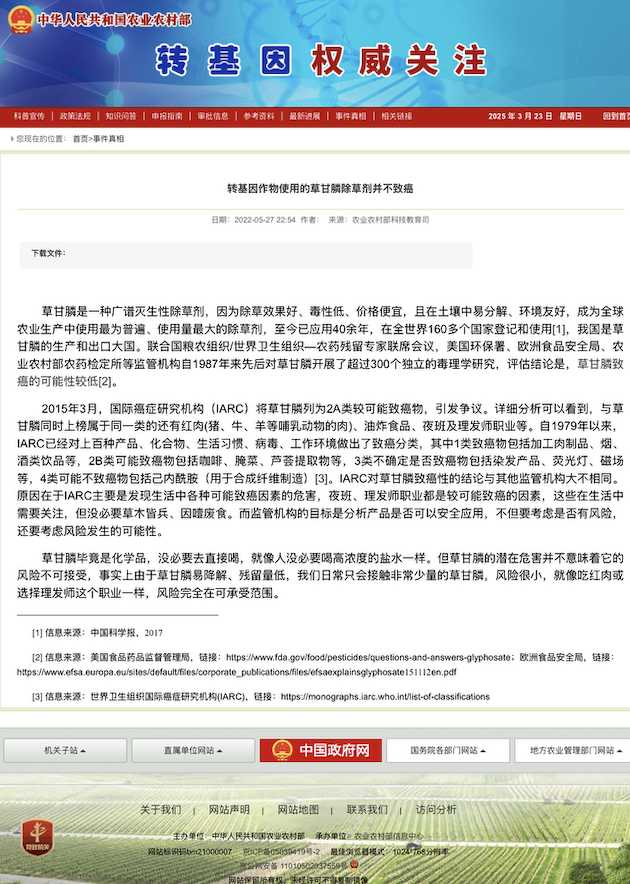 中华人民共和国农业农村部
转基因权威关注
科普宣传 | 政策法规 | 知识问答 | 申报指南 | 审批信息 | 参考资料 | 最新进展 | 事件真相 | 相关链接
2025 年 3 月 23 日 星期日 回到首页
您现在的位置： 首页>事件真相
转基因作物使用的草甘膦除草剂并不致癌
日期：2022-05-27 22:54 作者： 来源：农业农村部科技教育司
下载文件：
草甘膦是一种广谱灭生性除草剂，因为除草效果好、毒性低、价格便宜，且在土壤中易分解、环境友好，成为全球
农业生产中使用最为普遍、使用量最大的除草剂，至今已应用40余年，在全世界160多个国家登记和使用[1]，我国是草
甘膦的生产和出口大国。联合国粮农组织/世界卫生组织—农药残留专家联席会议，美国环保署、欧洲食品安全局、农
业农村部农药检定所等监管机构自1987年来先后对草甘膦开展了超过300个独立的毒理学研究，评估结论是，草甘膦致
癌的可能性较低[2]。
2015年3月，国际癌症研究机构（IARC）将草甘膦列为2A类较可能致癌物，引发争议。详细分析可以看到，与草
甘膦同时上榜属于同一类的还有红肉(猪、牛、羊等哺乳动物的肉)、油炸食品、夜班及理发师职业等。自1979年以来，
IARC已经对上百种产品、化合物、生活习惯、病毒、工作环境做出了致癌分类，其中1类致癌物包括加工肉制品、烟、
酒类饮品等，2B类可能致癌物包括咖啡、腌菜、芦荟提取物等，3类不确定是否致癌物包括染发产品、荧光灯、磁场
等，4类可能不致癌物包括己内酰胺（用于合成纤维制造）[3]。IARC对草甘膦致癌性的结论与其他监管机构大不相同。
原因在于IARC主要是发现生活中各种可能致癌因素的危害，夜班、理发师职业都是较可能致癌的因素，这些在生活中
需要关注，但没必要草木皆兵、因噎废食。而监管机构的目标是分析产品是否可以安全应用，不但要考虑是否有风险，
还要考虑风险发生的可能性。
草甘膦毕竟是化学品，没必要去直接喝，就像人没必要喝高浓度的盐水一样。但草甘膦的潜在危害并不意味着它的
风险不可接受，事实上由于草甘膦易降解、残留量低，我们日常只会接触非常少量的草甘膦，风险很小，就像吃红肉或
选择理发师这个职业一样，风险完全在可承受范围。
[1] 信息来源：中国科学报，2017
[2] 信息来源：美国食品药品监督管理局，链接：https://www.fda.gov/food/pesticides/questions-and-answers-glyphosate；欧洲食品安全局，链接：
https://www.efsa.europa.eu/sites/default/files/corporate_publications/files/efsaexplainsglyphosate151112en.pdf
[3] 信息来源：世界卫生组织国际癌症研究机构(IARC)，链接：https://monographs.iarc.who.int/list-of-classifications
机关子站 直属单位网站 中国政府网 国务院各部门网站 地方农业管理部门网站
关于我们 | 网站声明 | 网站地图 | 联系我们 | 访问分析
主办单位：中华人民共和国农业农村部 承办单位：农业农村部信息中心
网站标识码bm21000007 京ICP备05039419号-2 最佳浏览器模式：1024*768分辨率
京公网安备 11010502037559号
网站保留所有权，未经许可不得复制镜像
党政机关